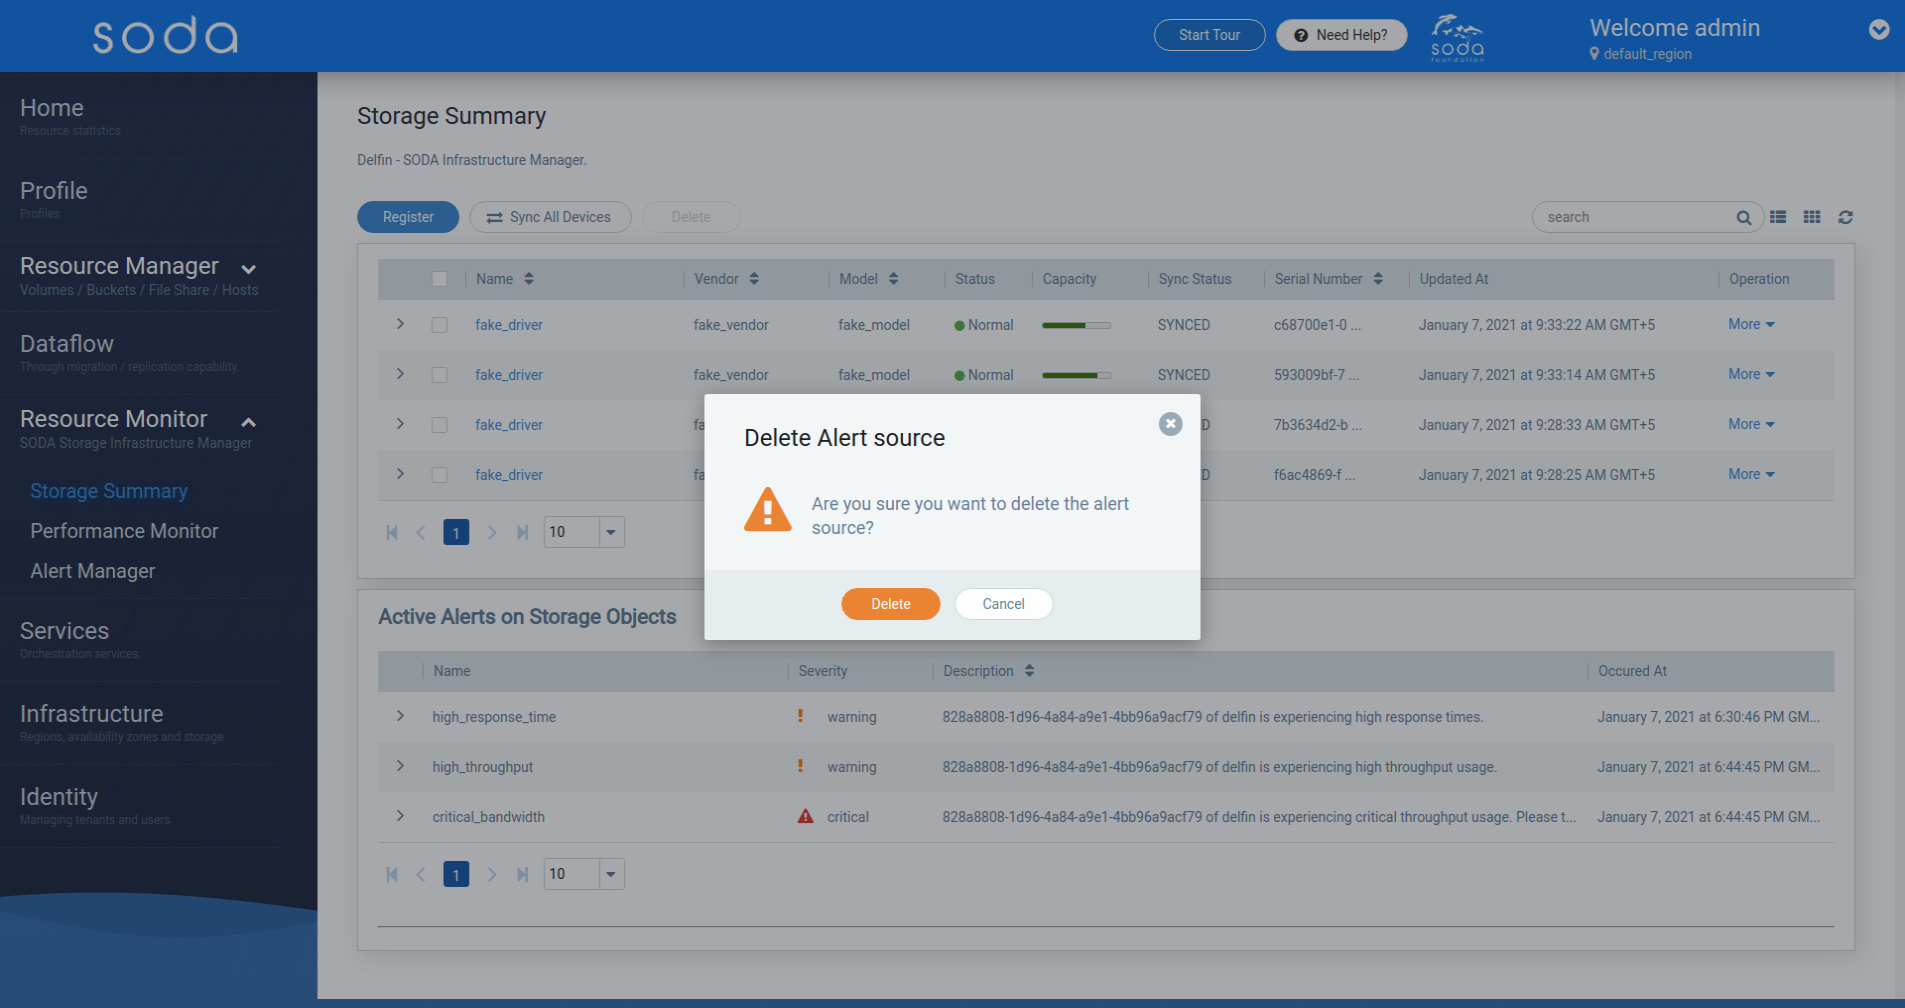 soda
Start Tour
Need Help?
soda
foundation
Welcome admin
default_region
Home
Resource statistics
Profile
Profiles
Resource Manager
Volumes / Buckets / File Share / Hosts
Dataflow
Through migration / replication capability.
Resource Monitor
SODA Storage Infrastructure Manager
Storage Summary
Performance Monitor
Alert Manager
Services
Orchestration services.
Infrastructure
Regions, availability zones and storage
Identity
Managing tenants and users
Storage Summary
Delfin - SODA Infrastructure Manager.
Register
Sync All Devices
Delete
search
Name Vendor Model Status Capacity Sync Status Serial Number Updated At Operation
fake_driver fake_vendor fake_model Normal SYNCED c68700e1-0 ... January 7, 2021 at 9:33:22 AM GMT+5 More
fake_driver fake_vendor fake_model Normal SYNCED 593009bf-7 ... January 7, 2021 at 9:33:14 AM GMT+5 More
fake_driver fa D 7b3634d2-b ... January 7, 2021 at 9:28:33 AM GMT+5 More
fake_driver fa D f6ac4869-f ... January 7, 2021 at 9:28:25 AM GMT+5 More
1 10
Delete Alert source
Are you sure you want to delete the alert
source?
Delete Cancel
Active Alerts on Storage Objects
Name Severity Description Occured At
high_response_time warning 828a8808-1d96-4a84-a9e1-4bb96a9acf79 of delfin is experiencing high response times. January 7, 2021 at 6:30:46 PM GM...
high_throughput warning 828a8808-1d96-4a84-a9e1-4bb96a9acf79 of delfin is experiencing high throughput usage. January 7, 2021 at 6:44:45 PM GM...
critical_bandwidth critical 828a8808-1d96-4a84-a9e1-4bb96a9acf79 of delfin is experiencing critical throughput usage. Please t... January 7, 2021 at 6:44:45 PM GM...
1 10